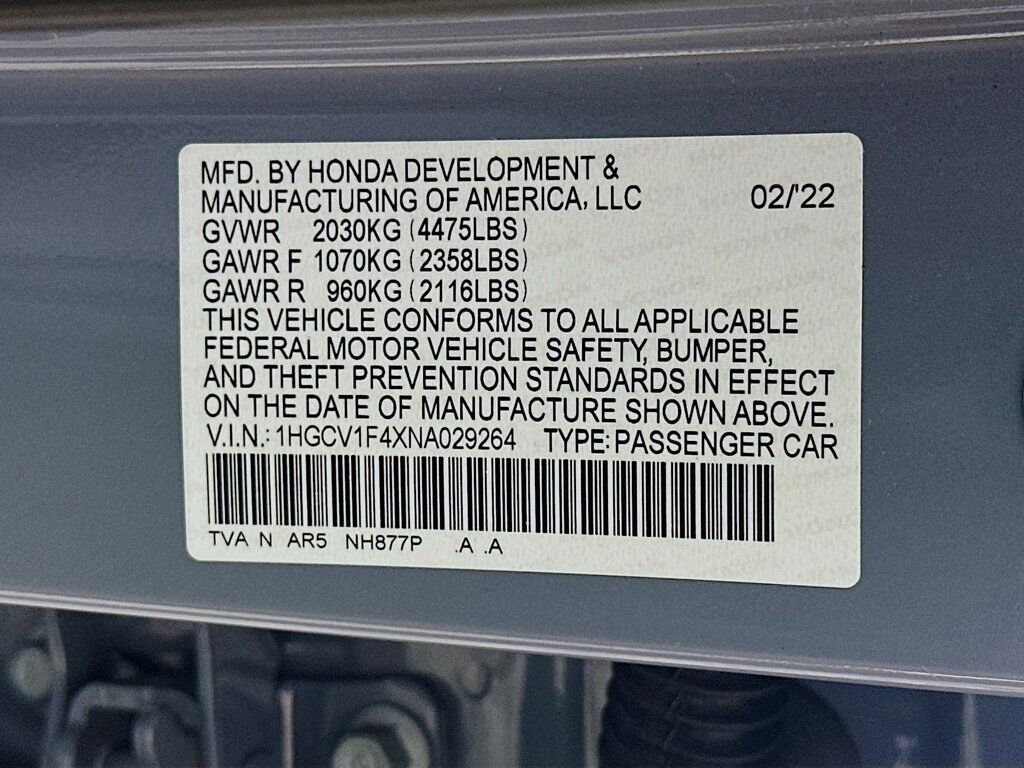 MFD. BY HONDA DEVELOPMENT &
MANUFACTURING OF AMERICA, LLC 02/'22
GVWR 2030KG (4475LBS)
GAWR F 1070KG (2358LBS)
GAWR R 960KG (2116LBS)
THIS VEHICLE CONFORMS TO ALL APPLICABLE
FEDERAL MOTOR VEHICLE SAFETY, BUMPER,
AND THEFT PREVENTION STANDARDS IN EFFECT
ON THE DATE OF MANUFACTURE SHOWN ABOVE.
V.I.N.: 1HGCV1F4XNA029264 TYPE: PASSENGER CAR
TVA N AR5 NH877P .A .A